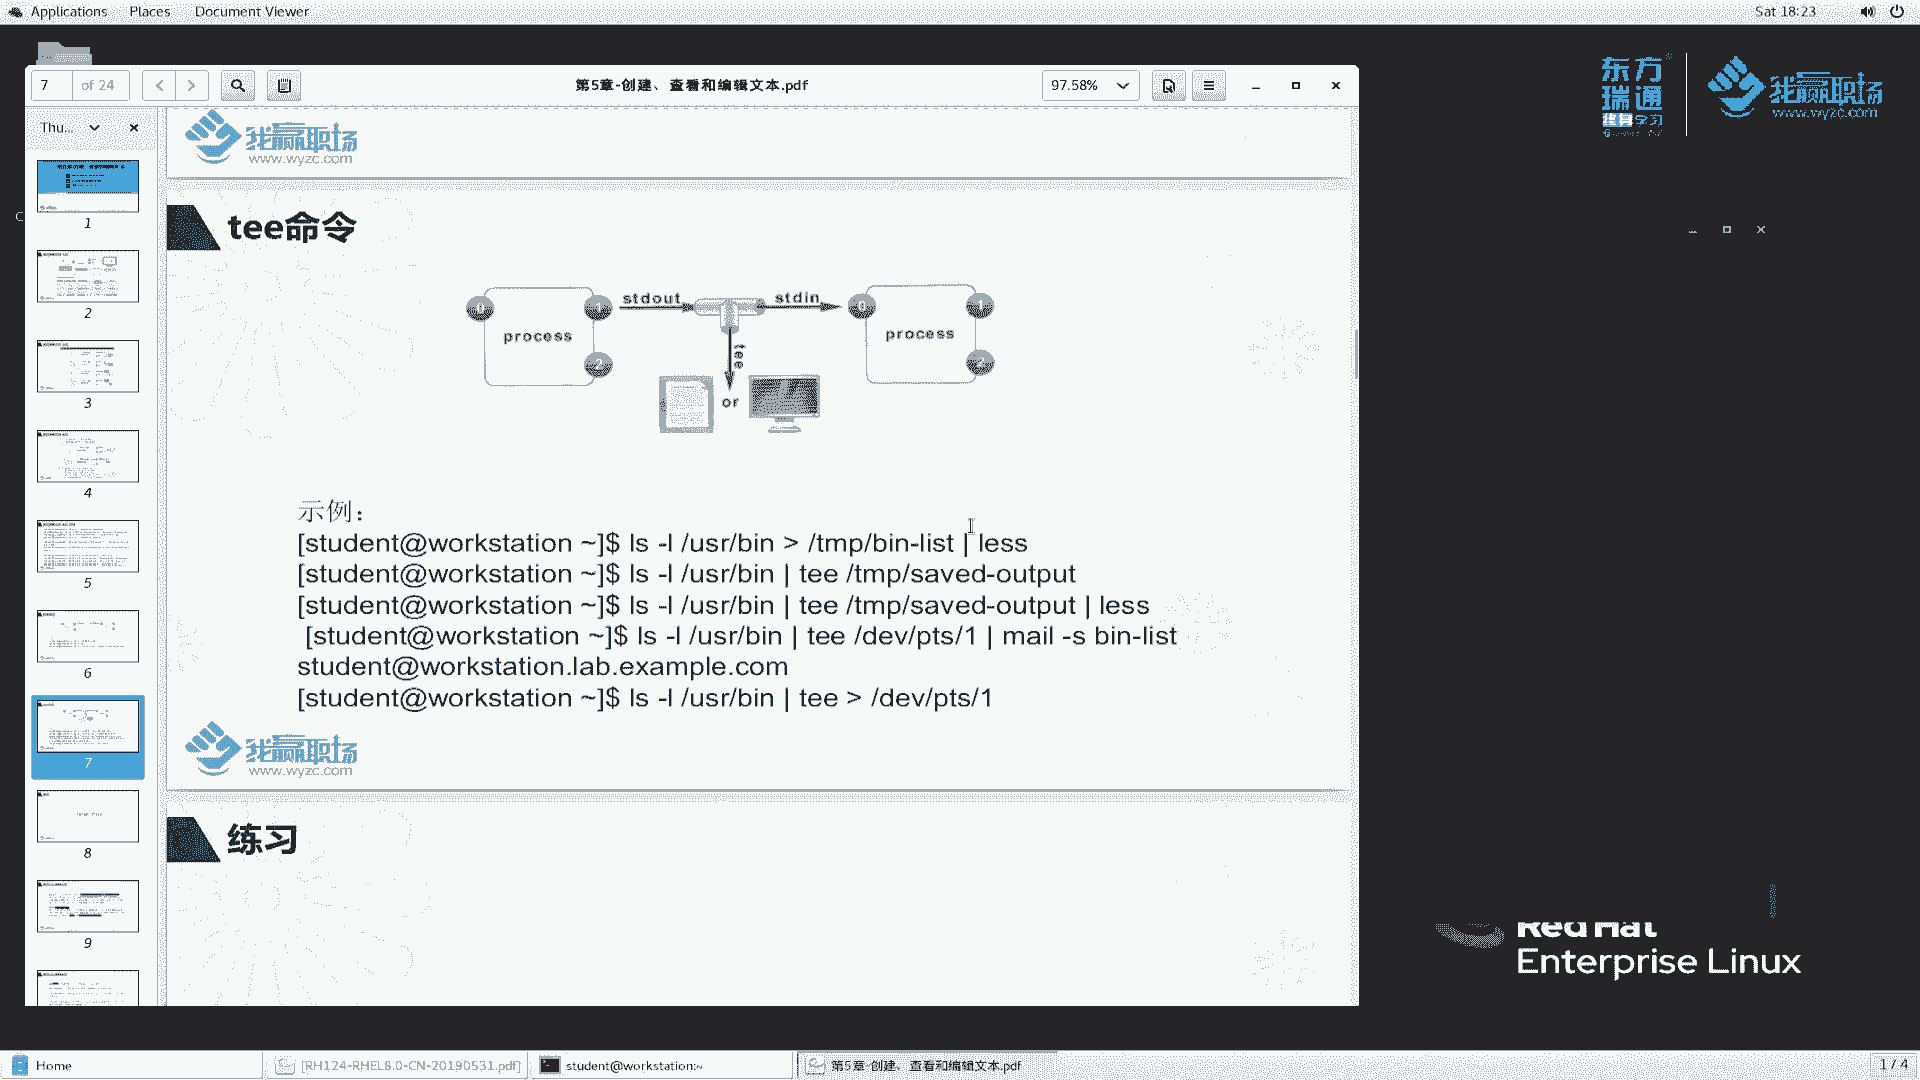 Applications Places Document Viewer
Sat 18:23
7 of 24
第5章-创建、查看和编辑文本.pdf
97.58%
东方瑞通
我赢职场
www.wyzc.com
Thu...
我赢职场
www.wyzc.com
1
2
3
4
5
6
7
8
9
tee命令
0 process 1 2
stdout
stdin
tee
or
0 process 1 2
示例：
[student@workstation ~]$ ls -l /usr/bin > /tmp/bin-list | less
[student@workstation ~]$ ls -l /usr/bin | tee /tmp/saved-output
[student@workstation ~]$ ls -l /usr/bin | tee /tmp/saved-output | less
[student@workstation ~]$ ls -l /usr/bin | tee /dev/pts/1 | mail -s bin-list
student@workstation.lab.example.com
[student@workstation ~]$ ls -l /usr/bin | tee > /dev/pts/1
我赢职场
www.wyzc.com
练习
Red Hat
Enterprise Linux
Home
[RH124-RHEL8.0-CN-20190531.pdf]
student@workstation:~
第5章-创建、查看和编辑文本.pdf
1 / 4